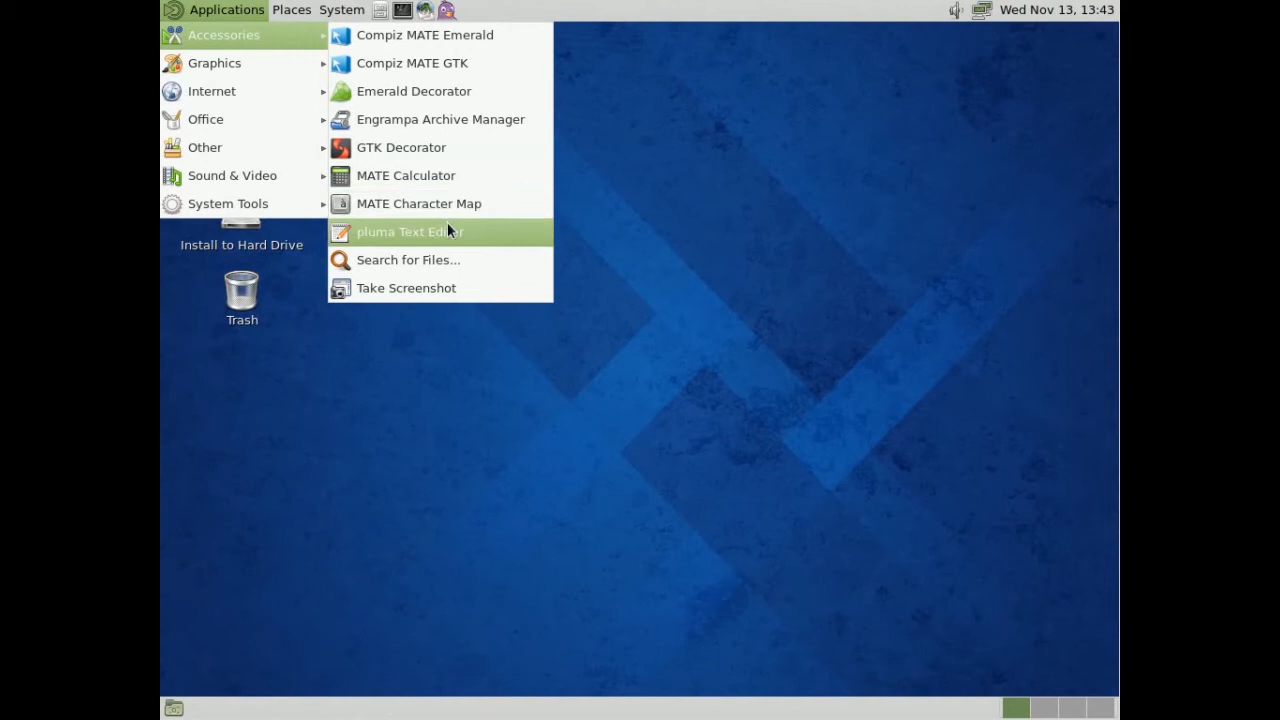 Applications Places System Wed Nov 13, 13:43
Accessories
Graphics
Internet
Office
Other
Sound & Video
System Tools
Compiz MATE Emerald
Compiz MATE GTK
Emerald Decorator
Engrampa Archive Manager
GTK Decorator
MATE Calculator
MATE Character Map
pluma Text Editor
Search for Files...
Take Screenshot
Install to Hard Drive
Trash